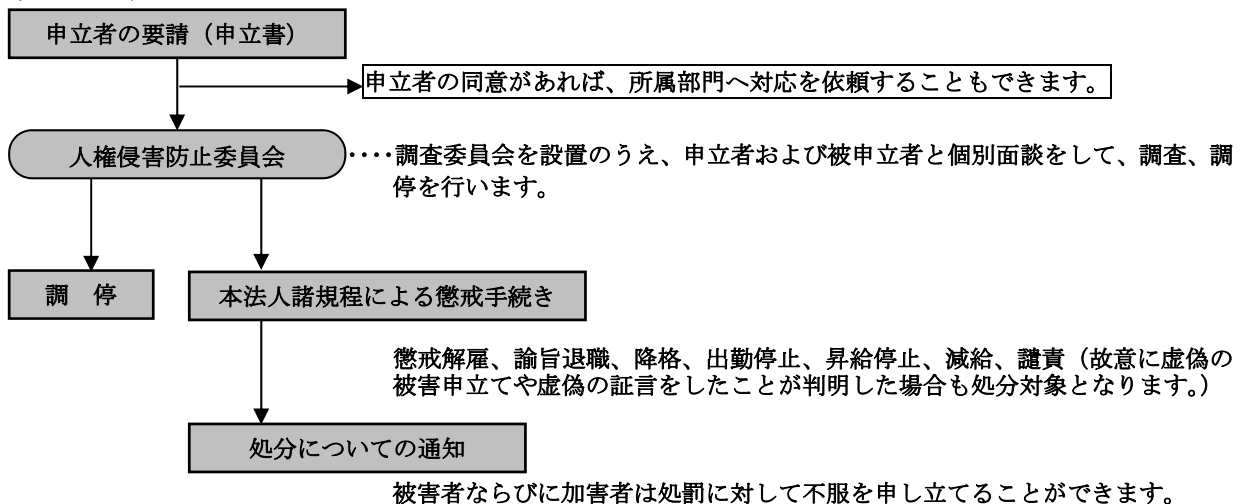 申立者の要請（申立書）
申立者の同意があれば、所属部門へ対応を依頼することもできます。
人権侵害防止委員会
････調査委員会を設置のうえ、申立者および被申立者と個別面談をして、調査、調
停を行います。
調　停
本法人諸規程による懲戒手続き
懲戒解雇、諭旨退職、降格、出勤停止、昇給停止、減給、譴責（故意に虚偽の
被害申立てや虚偽の証言をしたことが判明した場合も処分対象となります。）
処分についての通知
被害者ならびに加害者は処罰に対して不服を申し立てることができます。